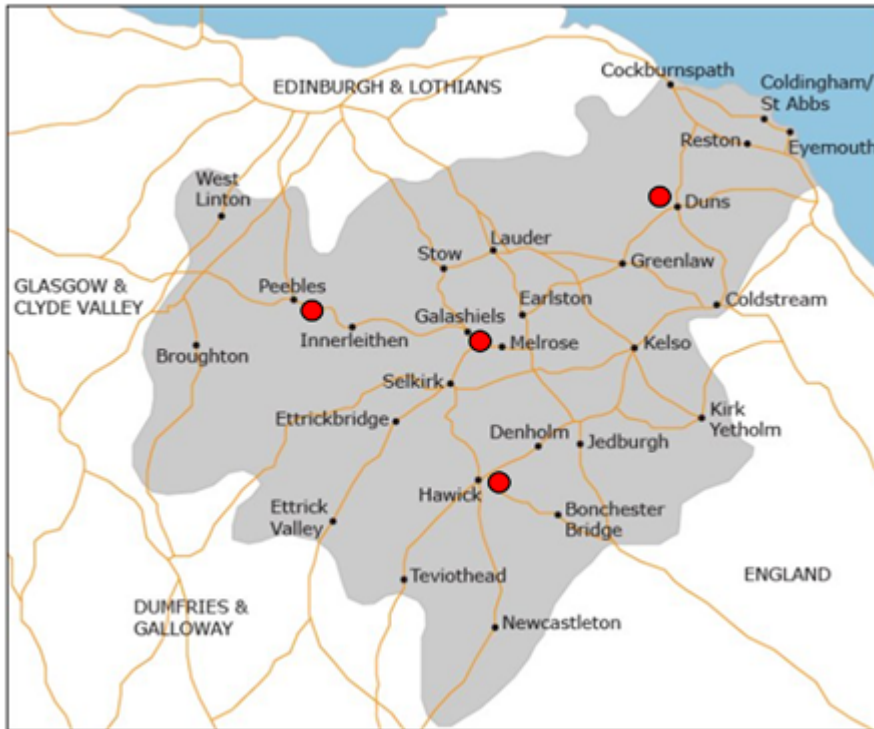 Cockburnspath
Coldingham/
St Abbs
EDINBURGH & LOTHIANS
Reston
Eyemouth
West
Linton
Duns
Lauder
Stow
Greenlaw
GLASGOW &
CLYDE VALLEY
Peebles
Earlston
Coldstream
Galashiels
Innerleithen
Melrose
Kelso
Broughton
Selkirk
Kirk
Yetholm
Ettrickbridge
Denholm
Jedburgh
Hawick
Ettrick
Valley
Bonchester
Bridge
Teviothead
ENGLAND
DUMFRIES &
GALLOWAY
Newcastleton